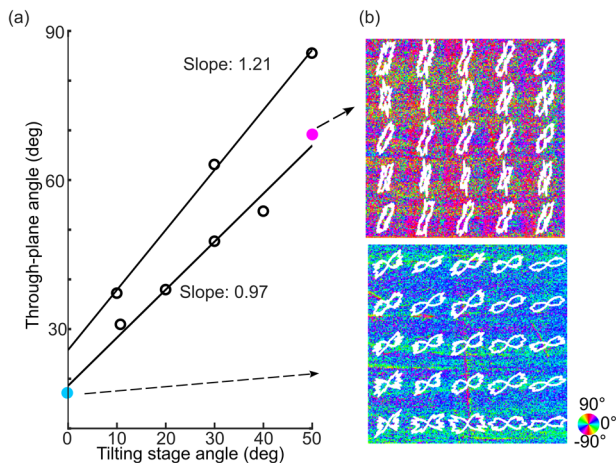 (a)
(b)
90
60
30
0
10
20
30
40
50
Through-plane angle (deg)
Tilting stage angle (deg)
Slope: 1.21
Slope: 0.97
90°
0°
-90°